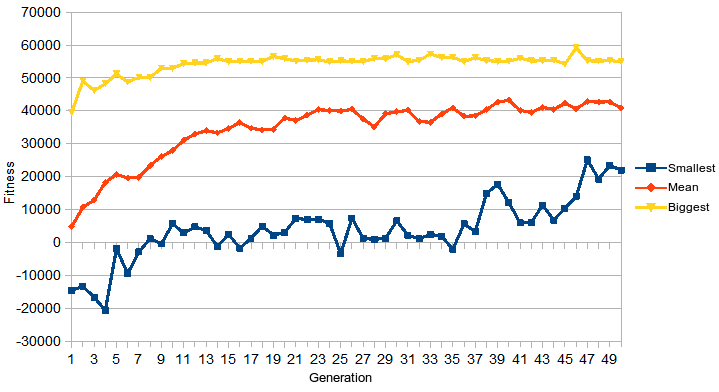 70000
60000
50000
40000
30000
20000
10000
0
-10000
-20000
-30000
Fitness
1 3 5 7 9 11 13 15 17 19 21 23 25 27 29 31 33 35 37 39 41 43 45 47 49
Generation
Smallest
Mean
Biggest